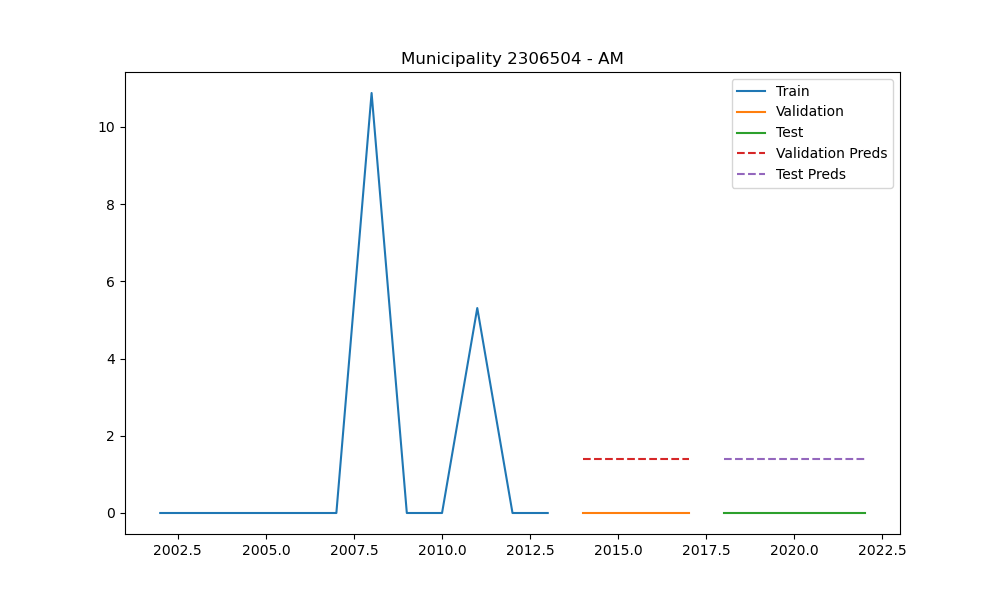 Municipality 2306504 - AM
Train
Validation
Test
Validation Preds
Test Preds
10
8
6
4
2
0
2002.5 2005.0 2007.5 2010.0 2012.5 2015.0 2017.5 2020.0 2022.5